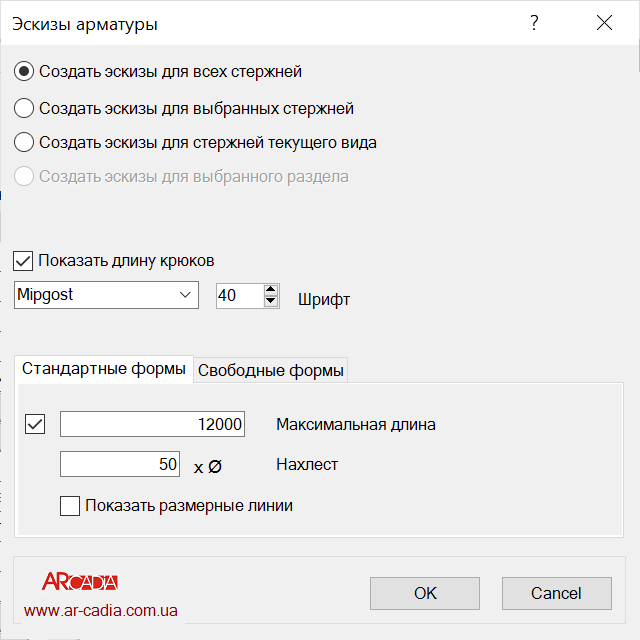 Эскизы арматуры ?
Создать эскизы для всех стержней
Создать эскизы для выбранных стержней
Создать эскизы для стержней текущего вида
Создать эскизы для выбранного раздела
Показать длину крюков
Mipgost 40 Шрифт
Стандартные формы Свободные формы
12000 Максимальная длина
50 x Ø Нахлест
Показать размерные линии
ARCADIA
www.ar-cadia.com.ua
OK Cancel